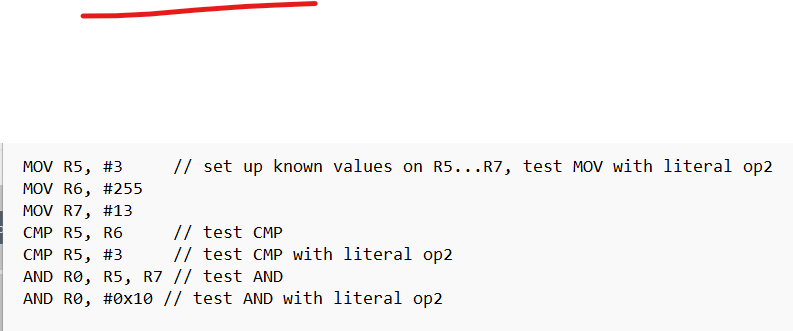 MOV R5, #3     // set up known values on R5...R7, test MOV with literal op2
MOV R6, #255
MOV R7, #13
CMP R5, R6     // test CMP
CMP R5, #3     // test CMP with literal op2
AND R0, R5, R7 // test AND
AND R0, #0x10 // test AND with literal op2